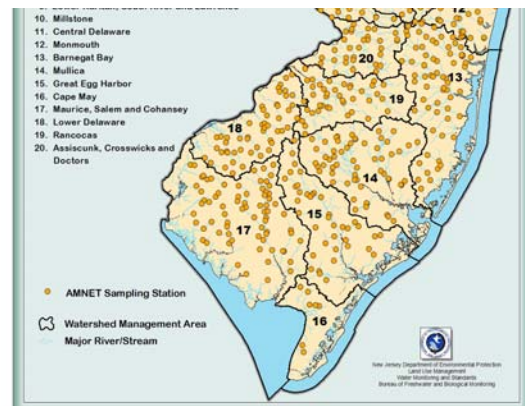 10. Millstone
11. Central Delaware
12. Monmouth
13. Barnegat Bay
14. Mullica
15. Great Egg Harbor
16. Cape May
17. Maurice, Salem and Cohansey
18. Lower Delaware
19. Rancocas
20. Assiscunk, Crosswicks and
Doctors
12
20
13
19
18
14
15
17
16
AMNET Sampling Station
Watershed Management Area
Major River/Stream
New Jersey Department of Environmental Protection
Land Use Management
Water Monitoring and Standards
Bureau of Freshwater and Biological Monitoring